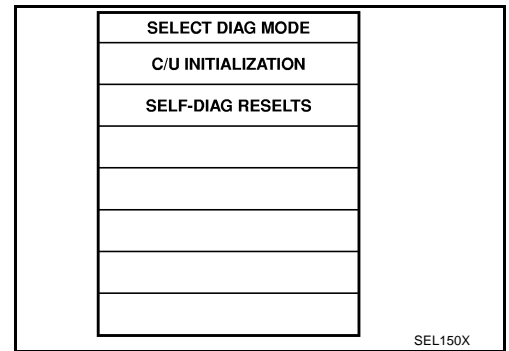 SELECT DIAG MODE
C/U INITIALIZATION
SELF-DIAG RESELTS
SEL150X